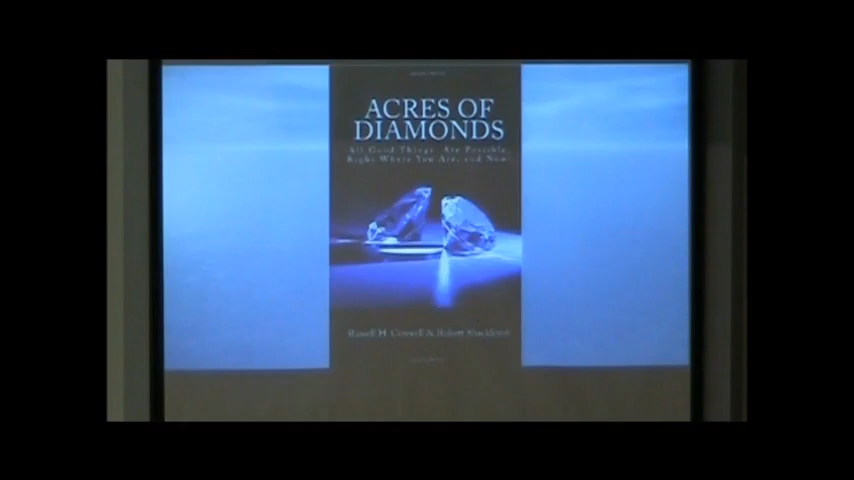 ACRES OF
DIAMONDS
All Good Things Are Possible,
Right Where You Are, and Now
Russell H. Conwell & Robert Shackleton